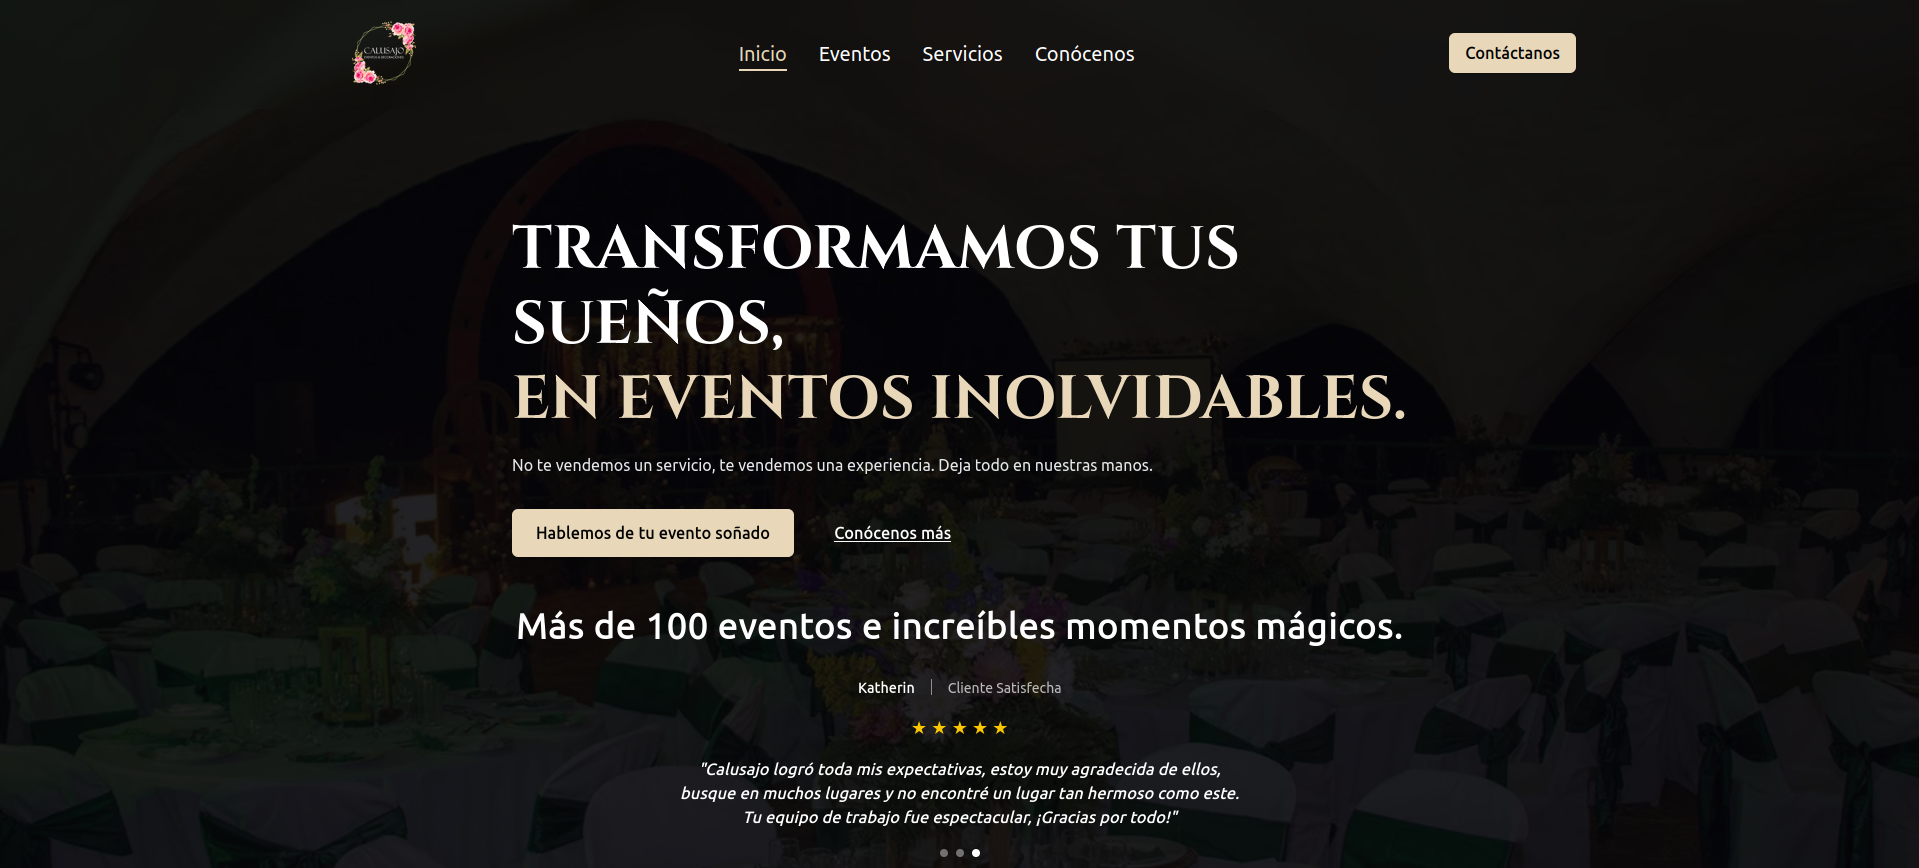 CALUSAJO
Inicio
Eventos
Servicios
Conócenos
Contáctanos
TRANSFORMAMOS TUS
SUEÑOS,
EN EVENTOS INOLVIDABLES.
No te vendemos un servicio, te vendemos una experiencia. Deja todo en nuestras manos.
Hablemos de tu evento soñado
Conócenos más
Más de 100 eventos e increíbles momentos mágicos.
Katherin
Cliente Satisfecha
★ ★ ★ ★ ★
"Calusajo logró toda mis expectativas, estoy muy agradecida de ellos,
busque en muchos lugares y no encontré un lugar tan hermoso como este.
Tu equipo de trabajo fue espectacular, ¡Gracias por todo!"